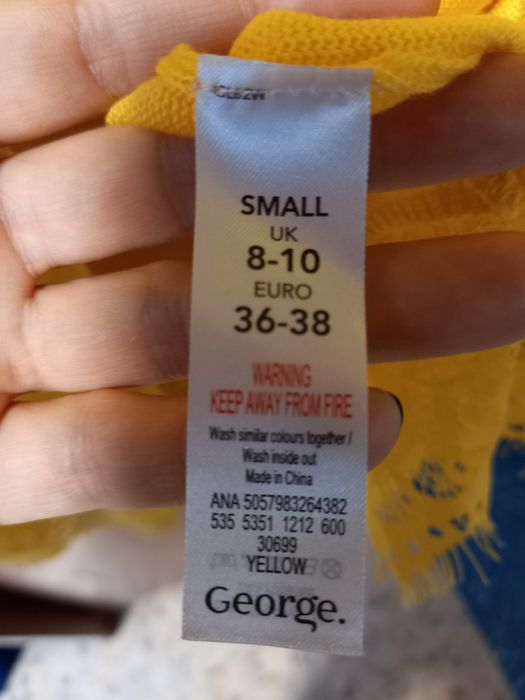 SMALL
UK
8-10
EURO
36-38
WARNING
KEEP AWAY FROM FIRE
Wash similar colours together /
Wash inside out
Made in China
ANA 5057983264382
535 5351 1212 600
30699
YELLOW
George.